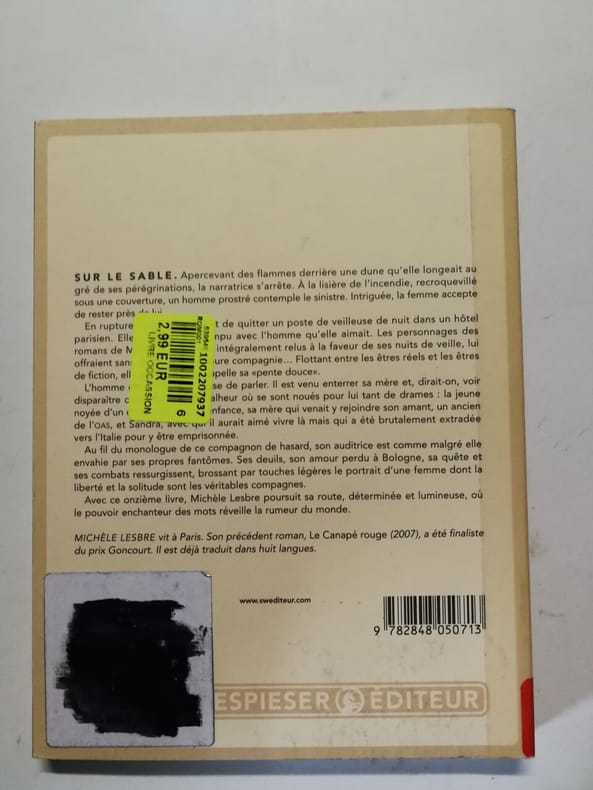 SUR LE SABLE. Apercevant des flammes derrière une dune qu'elle longeait au
gré de ses pérégrinations, la narratrice s'arrête. À la lisière de l'incendie, recroquevillé
sous une couverture, un homme prostré contemple le sinistre. Intriguée, la femme accepte
de rester près de lui.
En rupture t de quitter un poste de veilleuse de nuit dans un hôtel
parisien. Elle mpu avec l'homme qu'elle aimait. Les personnages des
romans de M intégralement relus à la faveur de ses nuits de veille, lui
offraient sans ure compagnie... Flottant entre les êtres réels et les êtres
de fiction, ell pelle sa «pente douce».
L'homme se de parler. Il est venu enterrer sa mère et, dirait-on, voir
disparaître c alheur où se sont noués pour lui tant de drames : la jeune
noyée d'un enfance, sa mère qui venait y rejoindre son amant, un ancien
de l'OAS, et Sandra, avec qui il aurait aimé vivre là mais qui a été brutalement extradée
vers l'Italie pour y être emprisonnée.
Au fil du monologue de ce compagnon de hasard, son auditrice est comme malgré elle
envahie par ses propres fantômes. Ses deuils, son amour perdu à Bologne, sa quête et
ses combats ressurgissent, brossant par touches légères le portrait d'une femme dont la
liberté et la solitude sont les véritables compagnes.
Avec ce onzième livre, Michèle Lesbre poursuit sa route, déterminée et lumineuse, où
le pouvoir enchanteur des mots réveille la rumeur du monde.
MICHÈLE LESBRE vit à Paris. Son précédent roman, Le Canapé rouge (2007), a été finaliste
du prix Goncourt. Il est déjà traduit dans huit langues.
1002207937
6
ROM001
2,99 EUR
LIVRE OCCASSION
www.swediteur.com
9 782848 050713
ESPIESER ÉDITEUR